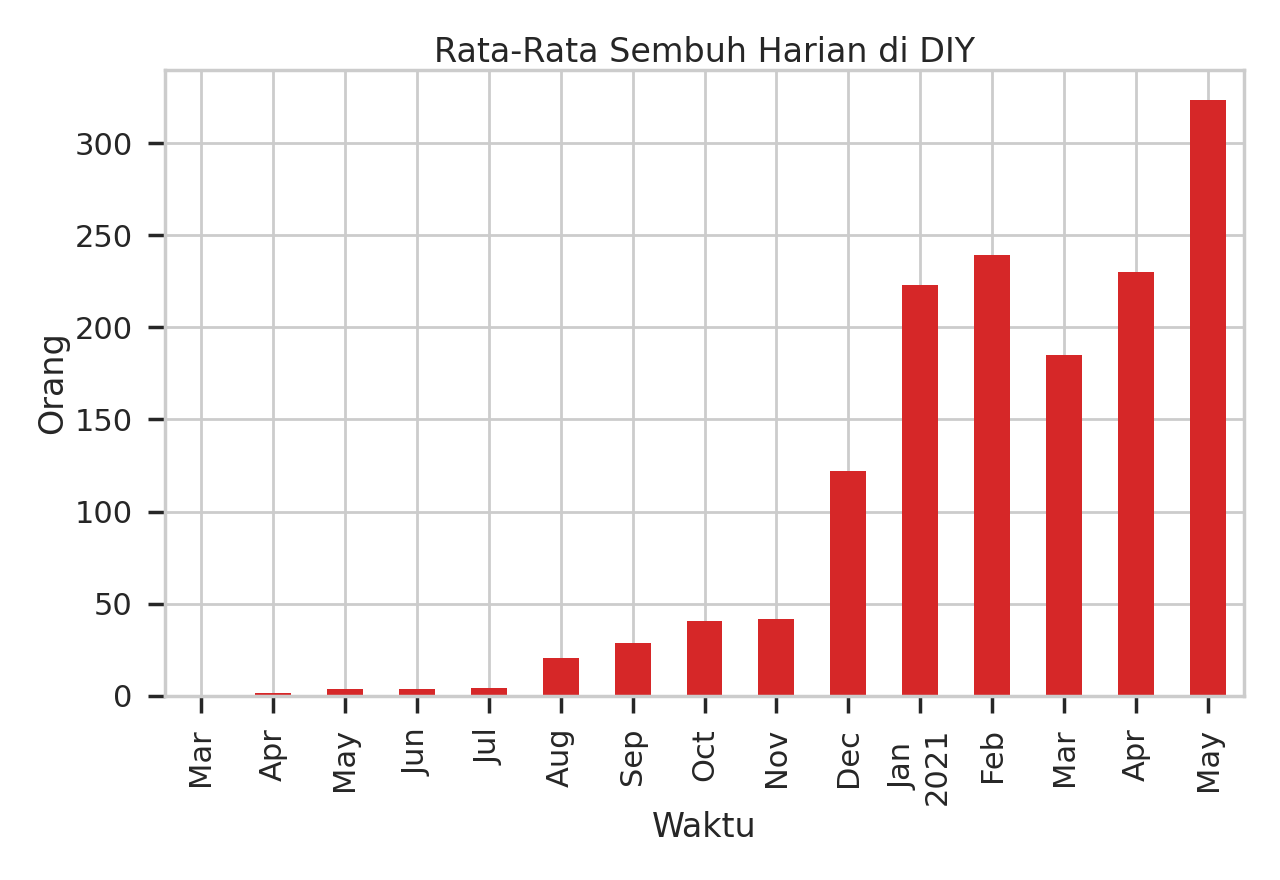 Rata-Rata Sembuh Harian di DIY
300
250
200
150
100
50
0
Orang
Mar
Apr
May
Jun
Jul
Aug
Sep
Oct
Nov
Dec
Jan
2021
Feb
Mar
Apr
May
Waktu